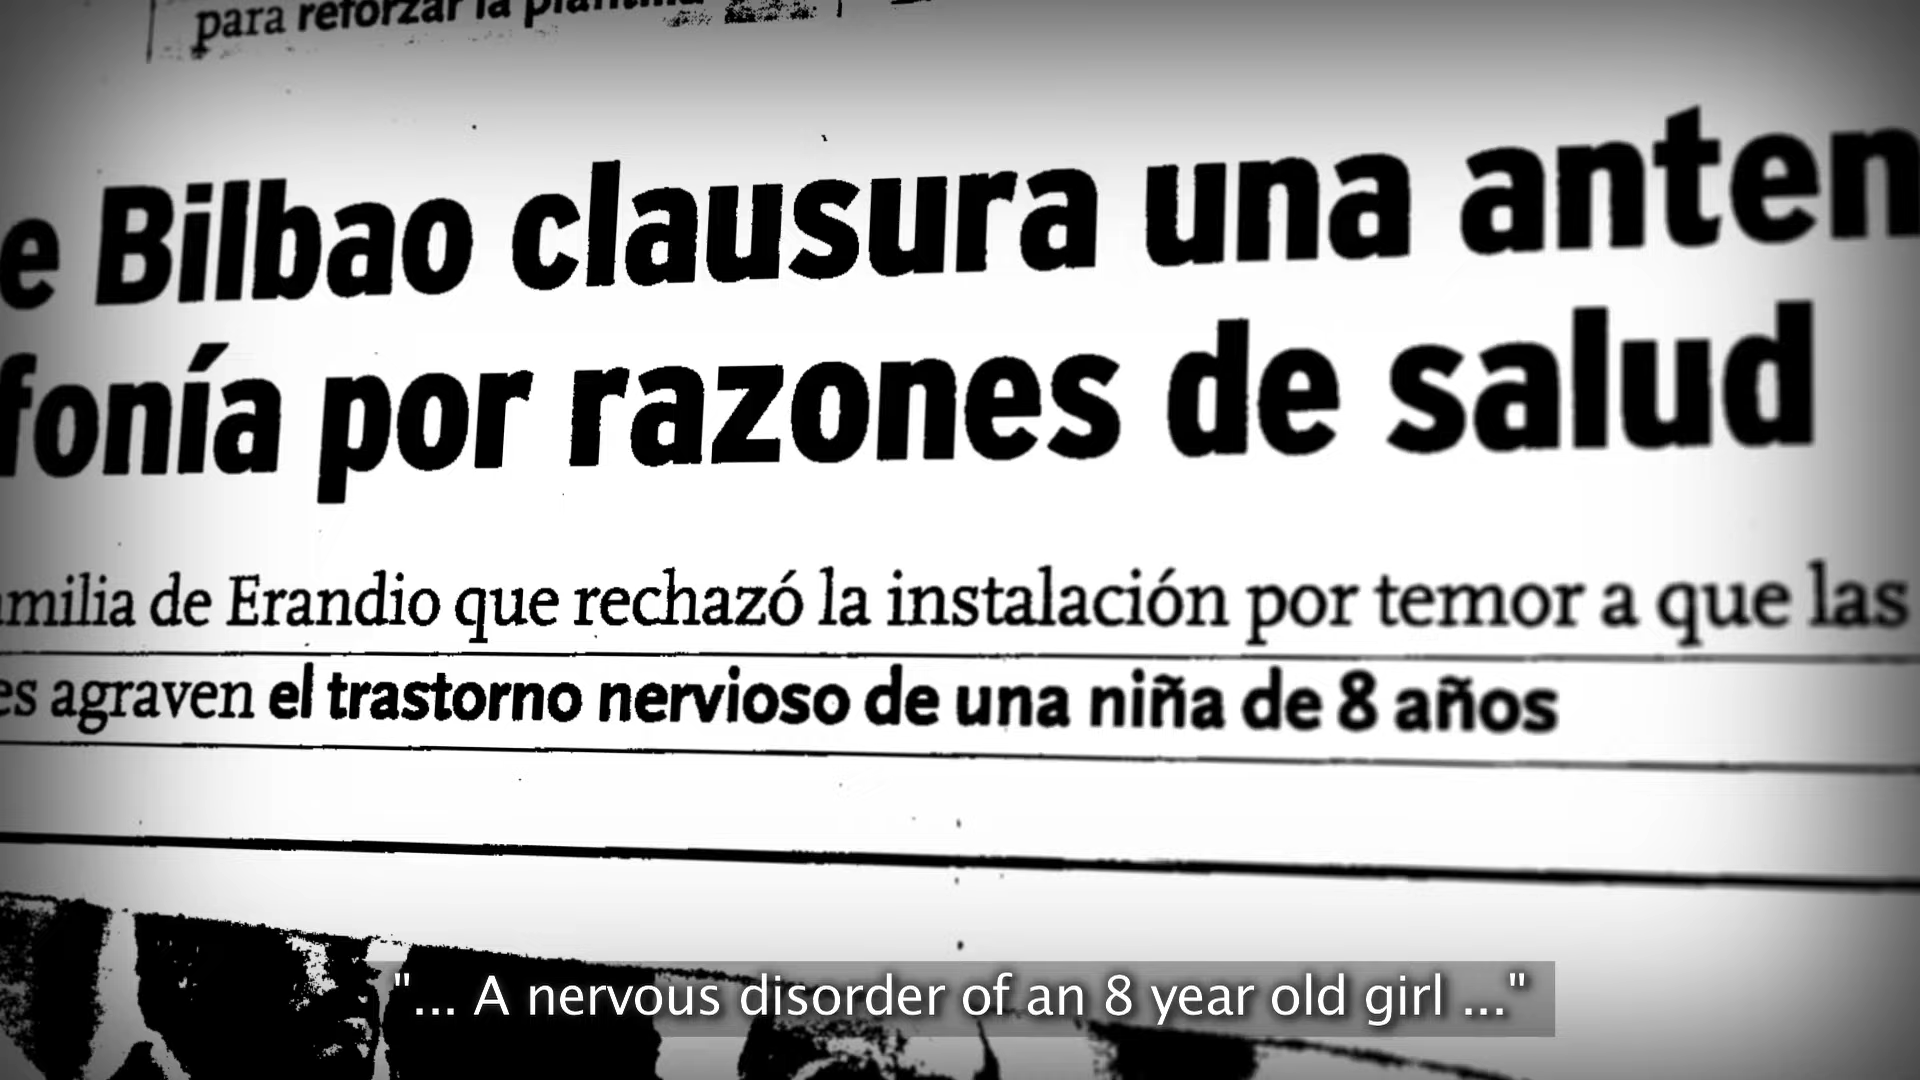 para reforzar la plantilla
e Bilbao clausura una anten
fonía por razones de salud
amilia de Erandio que rechazó la instalación por temor a que las
es agraven el trastorno nervioso de una niña de 8 años
"... A nervous disorder of an 8 year old girl ..."